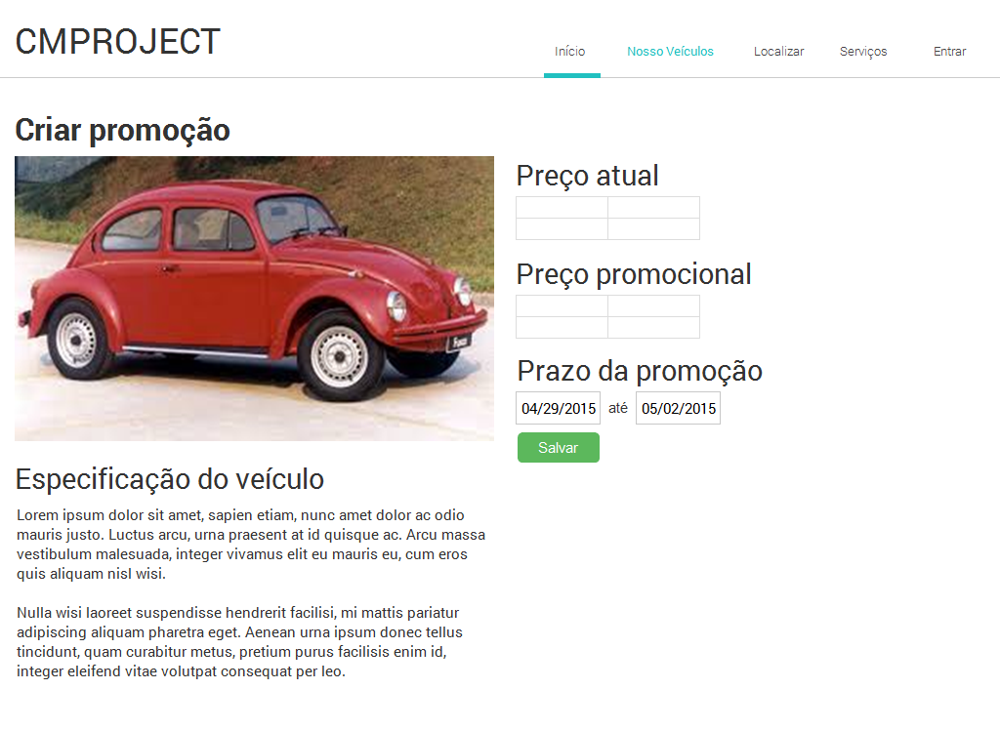 CMPROJECT
Início
Nosso Veículos
Localizar
Serviços
Entrar
Criar promoção
Fusca
Preço atual
Preço promocional
Prazo da promoção
04/29/2015 até 05/02/2015
Salvar
Especificação do veículo
Lorem ipsum dolor sit amet, sapien etiam, nunc amet dolor ac odio
mauris justo. Luctus arcu, urna praesent at id quisque ac. Arcu massa
vestibulum malesuada, integer vivamus elit eu mauris eu, cum eros
quis aliquam nisl wisi.
Nulla wisi laoreet suspendisse hendrerit facilisi, mi mattis pariatur
adipiscing aliquam pharetra eget. Aenean urna ipsum donec tellus
tincidunt, quam curabitur metus, pretium purus facilisis enim id,
integer eleifend vitae volutpat consequat per leo.